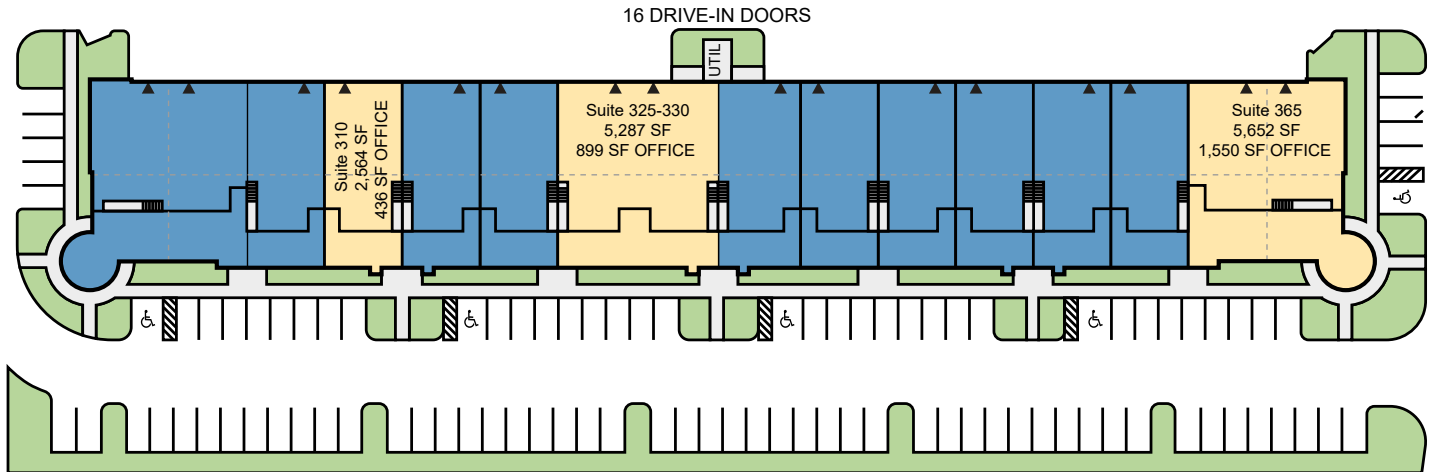 16 DRIVE-IN DOORS
UTIL
Suite 310
2,564 SF
436 SF OFFICE
Suite 325-330
5,287 SF
899 SF OFFICE
Suite 365
5,652 SF
1,550 SF OFFICE